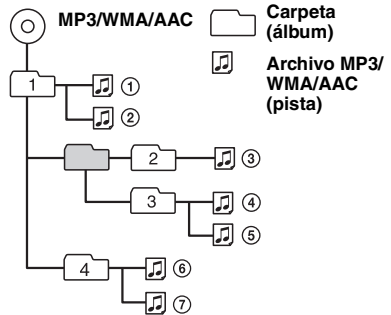 MP3/WMA/AAC
Carpeta
(álbum)
Archivo MP3/
WMA/AAC
(pista)
1
①
②
2
③
3
④
⑤
4
⑥
⑦